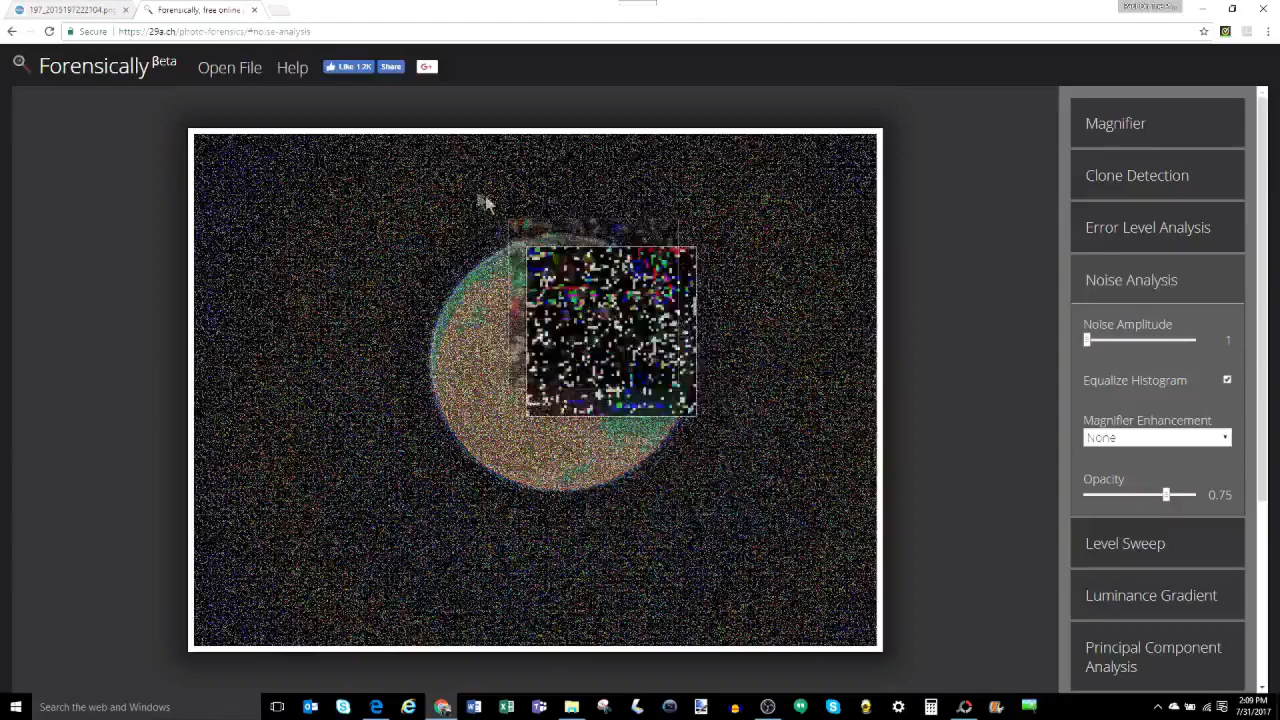 197_2015197222104.png
Forensically, free online
Secure
https://29a.ch/photo-forensics/#noise-analysis
Forensically Beta
Open File
Help
Like 1.2K
Share
G+
Magnifier
Clone Detection
Error Level Analysis
Noise Analysis
Noise Amplitude
1
Equalize Histogram
Magnifier Enhancement
None
Opacity
0.75
Level Sweep
Luminance Gradient
Principal Component
Analysis
Search the web and Windows
2:09 PM
7/31/2017